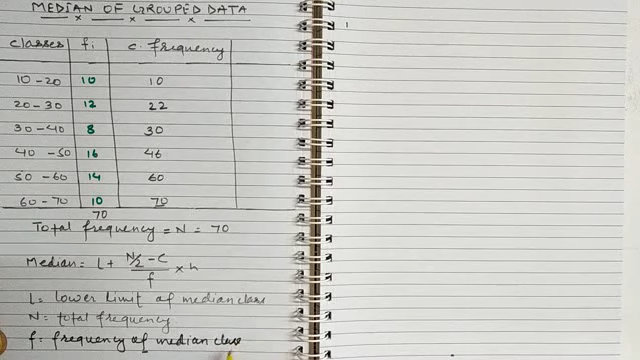 MEDIAN OF GROUPED DATA
classes fi c. frequency
10-20 10 10
20-30 12 22
30-40 8 30
40-50 16 46
50-60 14 60
60-70 10 70
70
Total frequency = N = 70
Median = l + N/2 - C / f × h
l = lower limit of median class
N = total frequency
f = frequency of median class